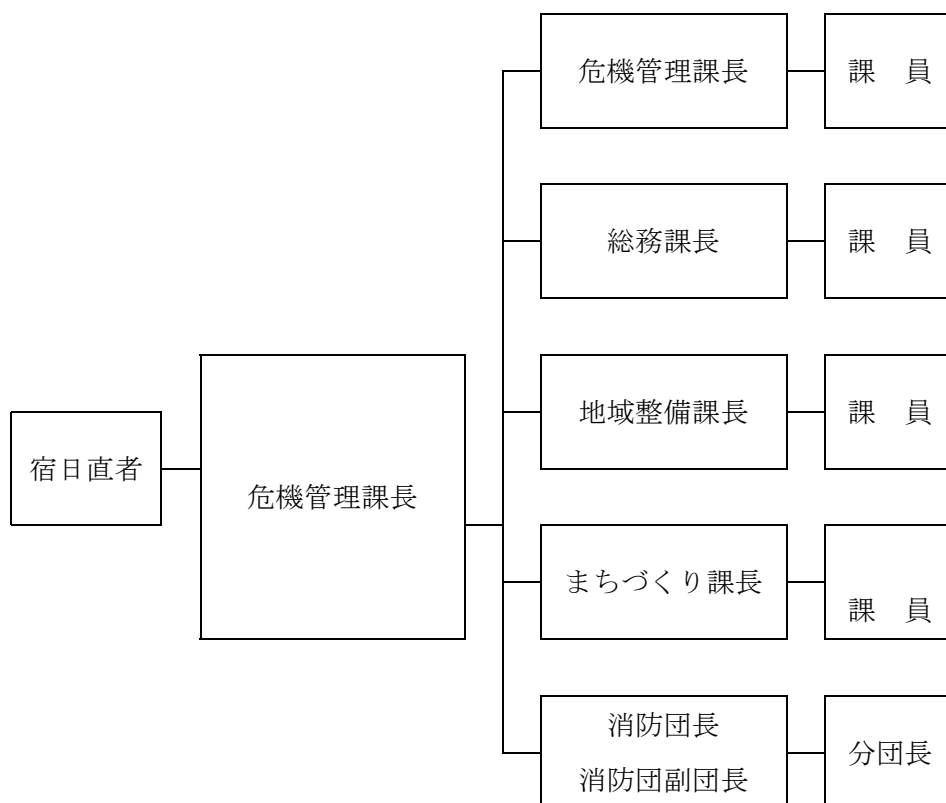 危機管理課長
課　員
総務課長
課　員
地域整備課長
課　員
宿日直者
危機管理課長
まちづくり課長
課　員
消防団長
消防団副団長
分団長